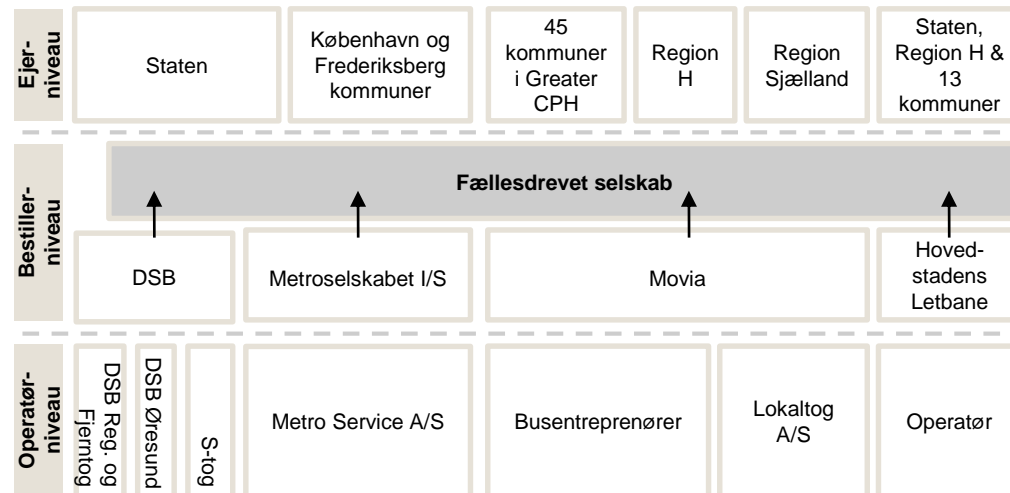 Ejer-
niveau
Staten
København og
Frederiksberg
kommuner
45
kommuner
i Greater
CPH
Region
H
Region
Sjælland
Staten,
Region H &
13
kommuner
Bestiller-
niveau
Fællesdrevet selskab
DSB
Metroselskabet I/S
Movia
Hoved-
stadens
Letbane
Operatør-
niveau
DSB Reg. og
Fjerntog
DSB Øresund
S-tog
Metro Service A/S
Busentreprenører
Lokaltog
A/S
Operatør